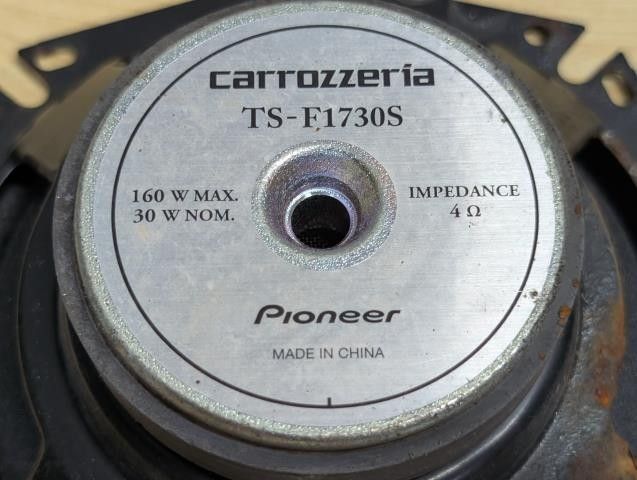 carrozzeria
TS-F1730S
160 W MAX.
30 W NOM.
IMPEDANCE
4 Ω
Pioneer
MADE IN CHINA